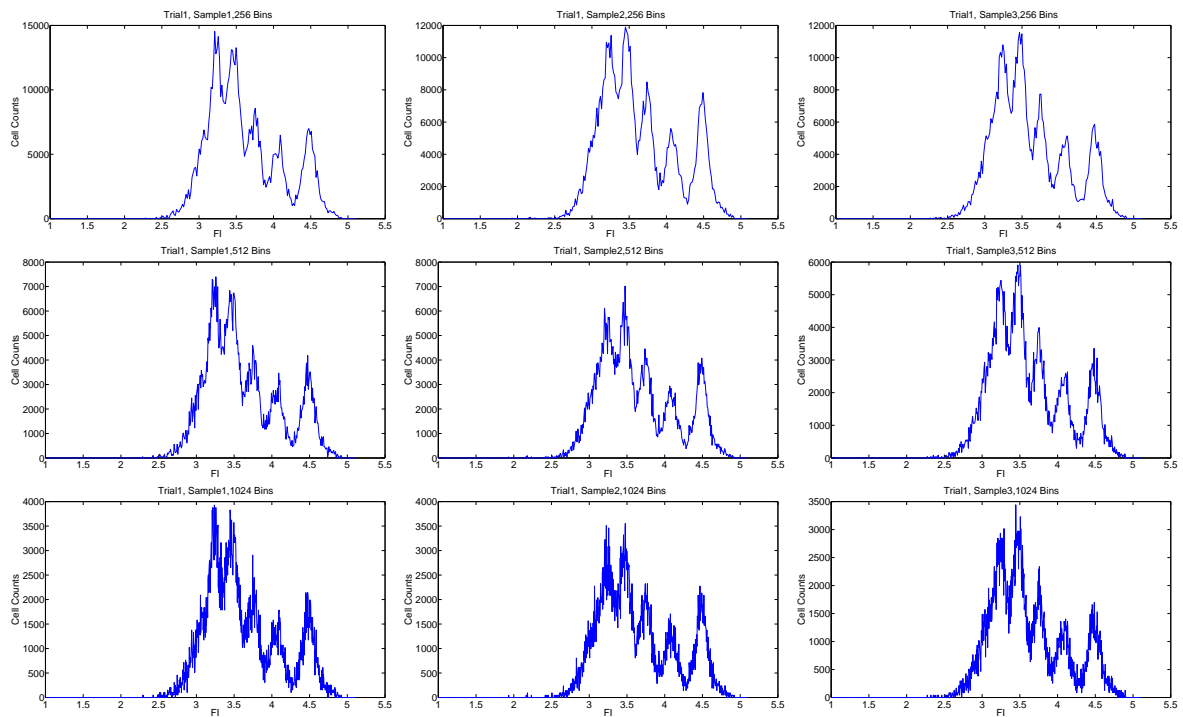 Trial1, Sample1,256 Bins
15000
10000
5000
0
Cell Counts
1 1.5 2 2.5 3 3.5 4 4.5 5 5.5
FI
Trial1, Sample2,256 Bins
12000
10000
8000
6000
4000
2000
0
Cell Counts
1 1.5 2 2.5 3 3.5 4 4.5 5 5.5
FI
Trial1, Sample3,256 Bins
12000
10000
8000
6000
4000
2000
0
Cell Counts
1 1.5 2 2.5 3 3.5 4 4.5 5 5.5
FI
Trial1, Sample1,512 Bins
8000
7000
6000
5000
4000
3000
2000
1000
0
Cell Counts
1 1.5 2 2.5 3 3.5 4 4.5 5 5.5
FI
Trial1, Sample2,512 Bins
8000
7000
6000
5000
4000
3000
2000
1000
0
Cell Counts
1 1.5 2 2.5 3 3.5 4 4.5 5 5.5
FI
Trial1, Sample3,512 Bins
6000
5000
4000
3000
2000
1000
0
Cell Counts
1 1.5 2 2.5 3 3.5 4 4.5 5 5.5
FI
Trial1, Sample1,1024 Bins
4000
3500
3000
2500
2000
1500
1000
500
0
Cell Counts
1 1.5 2 2.5 3 3.5 4 4.5 5 5.5
FI
Trial1, Sample2,1024 Bins
4000
3500
3000
2500
2000
1500
1000
500
0
Cell Counts
1 1.5 2 2.5 3 3.5 4 4.5 5 5.5
FI
Trial1, Sample3,1024 Bins
3500
3000
2500
2000
1500
1000
500
0
Cell Counts
1 1.5 2 2.5 3 3.5 4 4.5 5 5.5
FI